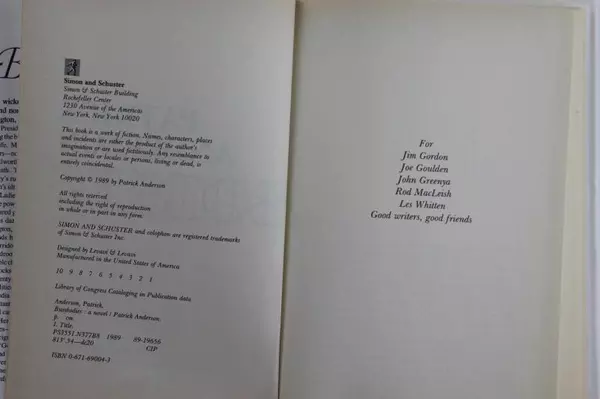 Simon and Schuster
Simon & Schuster Building
Rockefeller Center
1230 Avenue of the Americas
New York, New York 10020
This book is a work of fiction. Names, characters, places
and incidents are either the product of the author's
imagination or are used fictitiously. Any resemblance to
actual events or locales or persons, living or dead, is
entirely coincidental.
Copyright © 1989 by Patrick Anderson
All rights reserved
including the right of reproduction
in whole or in part in any form
SIMON AND SCHUSTER and colophon are registered trademarks
of Simon & Schuster Inc.
Designed by Levavi & Levavi
Manufactured in the United States of America
10 9 8 7 6 5 4 3 2 1
Library of Congress Cataloging in Publication data
Anderson, Patrick,
Busybodies : a novel / Patrick Anderson.
p. cm.
I. Title.
PS3551.N377B8 1989 89-19656
813'.54—dc20 CIP
ISBN 0-671-69004-3
For
Jim Gordon
Joe Goulden
John Greenya
Rod MacLeish
Les Whitten
Good writers, good friends